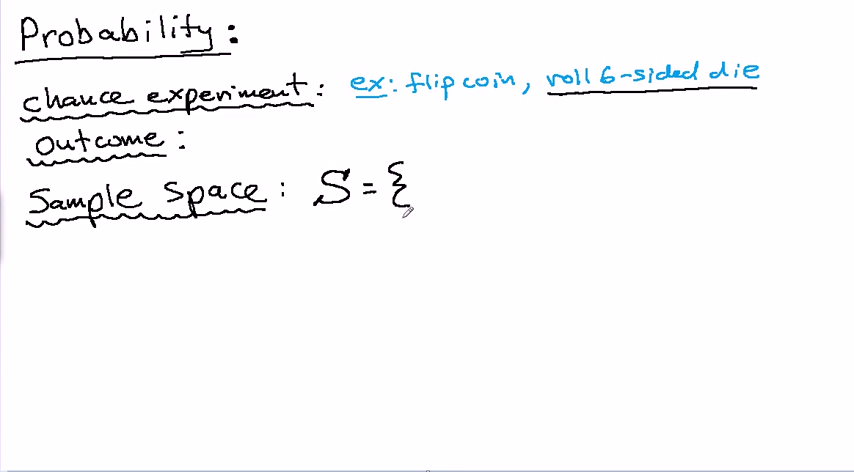 Probability:
chance experiment: ex: flip coin, roll 6-sided die
Outcome:
Sample Space: S = {